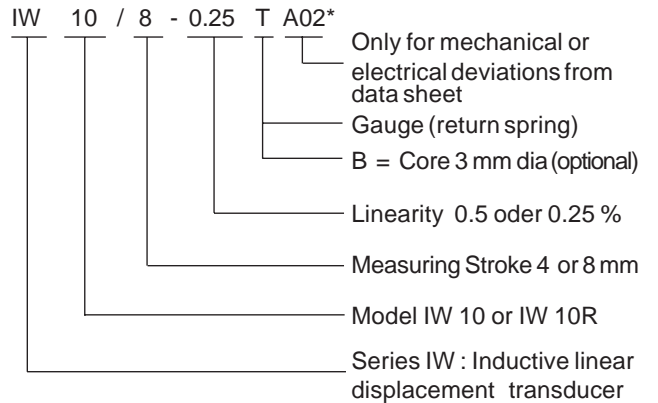 IW 10 / 8 - 0.25 T A02*
Only for mechanical or
electrical deviations from
data sheet
Gauge (return spring)
B = Core 3 mm dia (optional)
Linearity 0.5 oder 0.25 %
Measuring Stroke 4 or 8 mm
Model IW 10 or IW 10R
Series IW : Inductive linear
displacement transducer